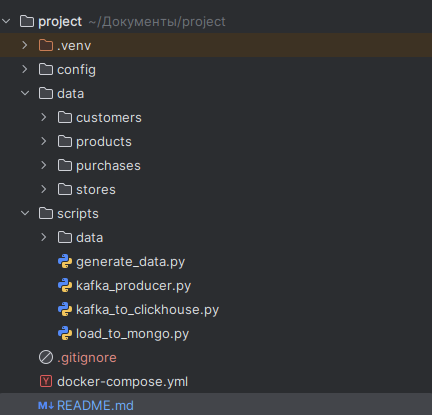 project ~/Документы/project
.venv
config
data
customers
products
purchases
stores
scripts
data
generate_data.py
kafka_producer.py
kafka_to_clickhouse.py
load_to_mongo.py
.gitignore
Y docker-compose.yml
M↓ README.md